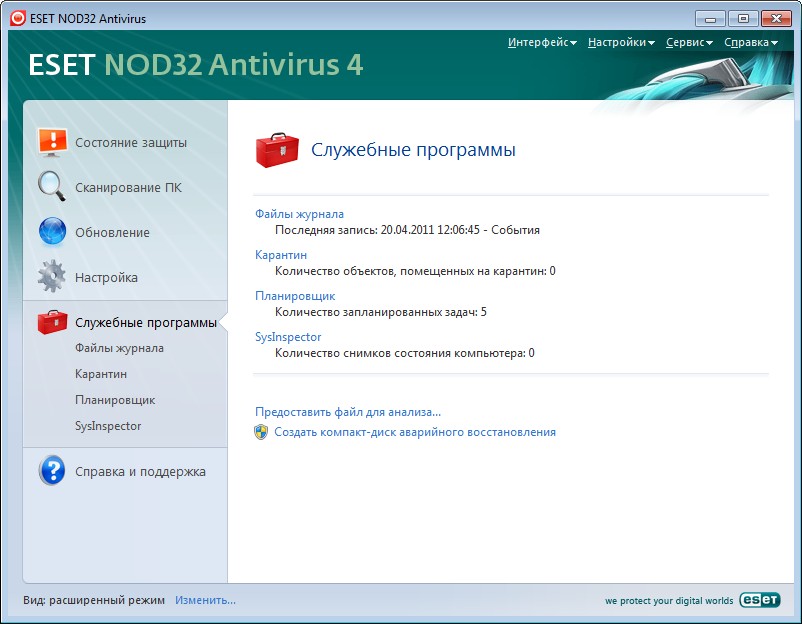 ESET NOD32 Antivirus
Интерфейс Настройки Сервис Справка
ESET NOD32 Antivirus 4
Состояние защиты
Сканирование ПК
Обновление
Настройка
Служебные программы
Файлы журнала
Карантин
Планировщик
SysInspector
Справка и поддержка
Служебные программы
Файлы журнала
Последняя запись: 20.04.2011 12:06:45 - События
Карантин
Количество объектов, помещенных на карантин: 0
Планировщик
Количество запланированных задач: 5
SysInspector
Количество снимков состояния компьютера: 0
Предоставить файл для анализа...
Создать компакт-диск аварийного восстановления
Вид: расширенный режим Изменить...
we protect your digital worlds eset